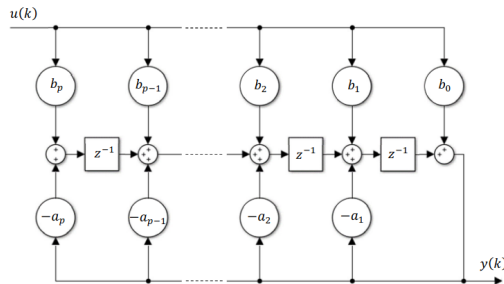 u(k)
b_p b_{p-1} b_2 b_1 b_0
+ + z^{-1} + + + + + z^{-1} + + + z^{-1} + +
-a_p -a_{p-1} -a_2 -a_1
y(k)